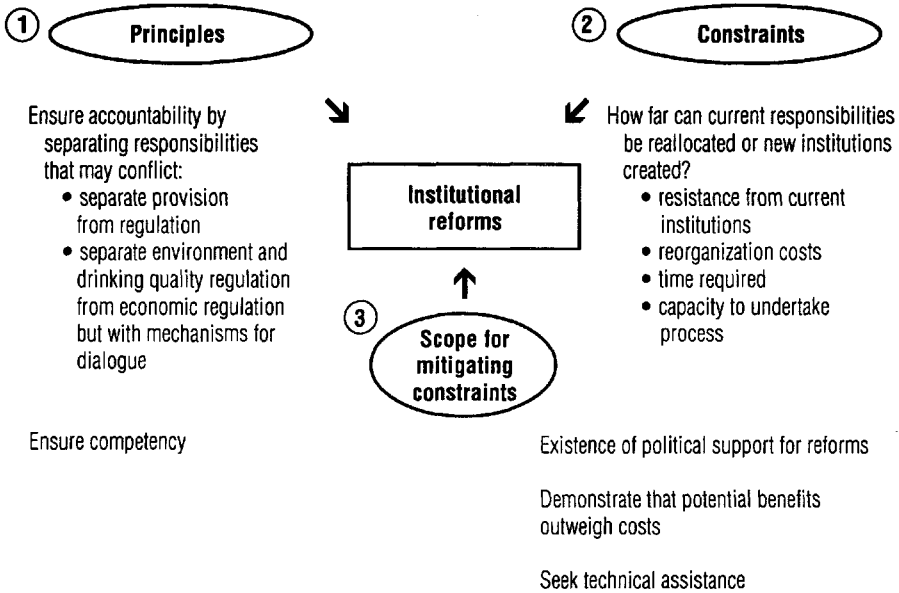 1 Principles
Ensure accountability by
separating responsibilities
that may conflict:
• separate provision
from regulation
• separate environment and
drinking quality regulation
from economic regulation
but with mechanisms for
dialogue
Ensure competency
2 Constraints
How far can current responsibilities
be reallocated or new institutions
created?
• resistance from current
institutions
• reorganization costs
• time required
• capacity to undertake
process
Institutional
reforms
3
Scope for
mitigating
constraints
Existence of political support for reforms
Demonstrate that potential benefits
outweigh costs
Seek technical assistance